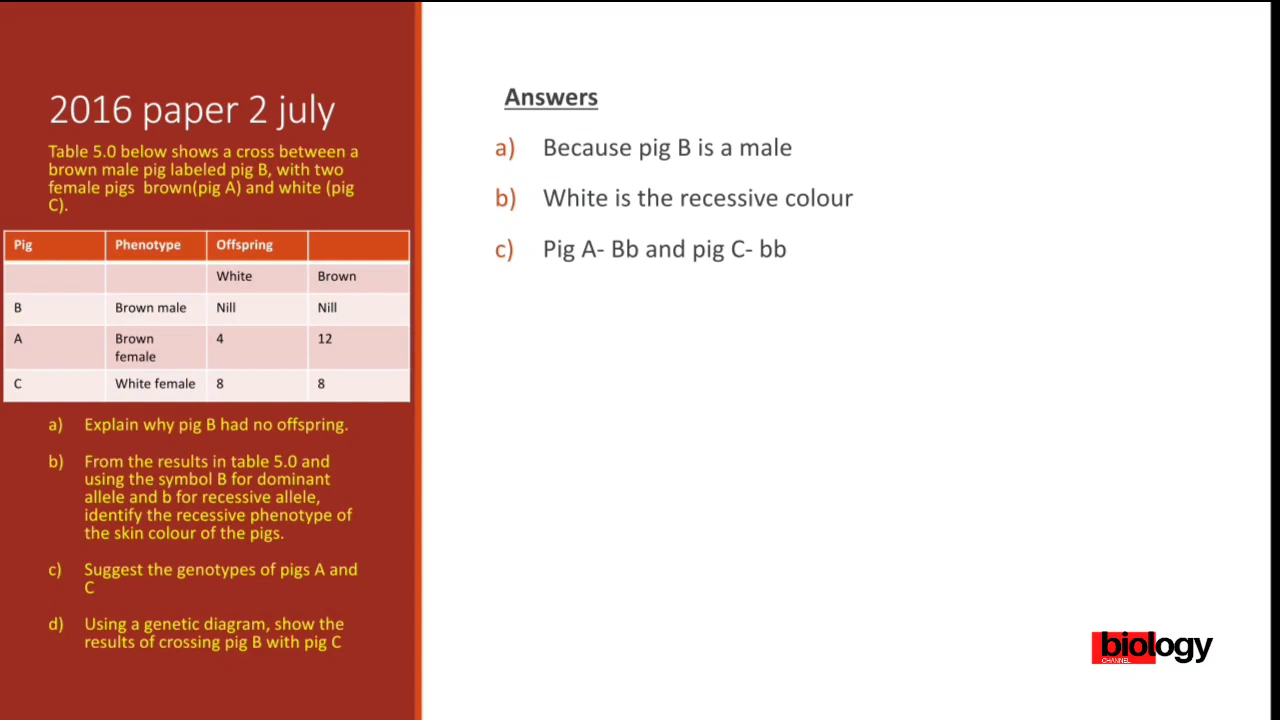 2016 paper 2 july
Table 5.0 below shows a cross between a
brown male pig labeled pig B, with two
female pigs brown(pig A) and white (pig
C).
Pig Phenotype Offspring
White Brown
B Brown male Nill Nill
A Brown female 4 12
C White female 8 8
a) Explain why pig B had no offspring.
b) From the results in table 5.0 and
using the symbol B for dominant
allele and b for recessive allele,
identify the recessive phenotype of
the skin colour of the pigs.
c) Suggest the genotypes of pigs A and
C
d) Using a genetic diagram, show the
results of crossing pig B with pig C
Answers
a) Because pig B is a male
b) White is the recessive colour
c) Pig A- Bb and pig C- bb
biology
CHANNEL